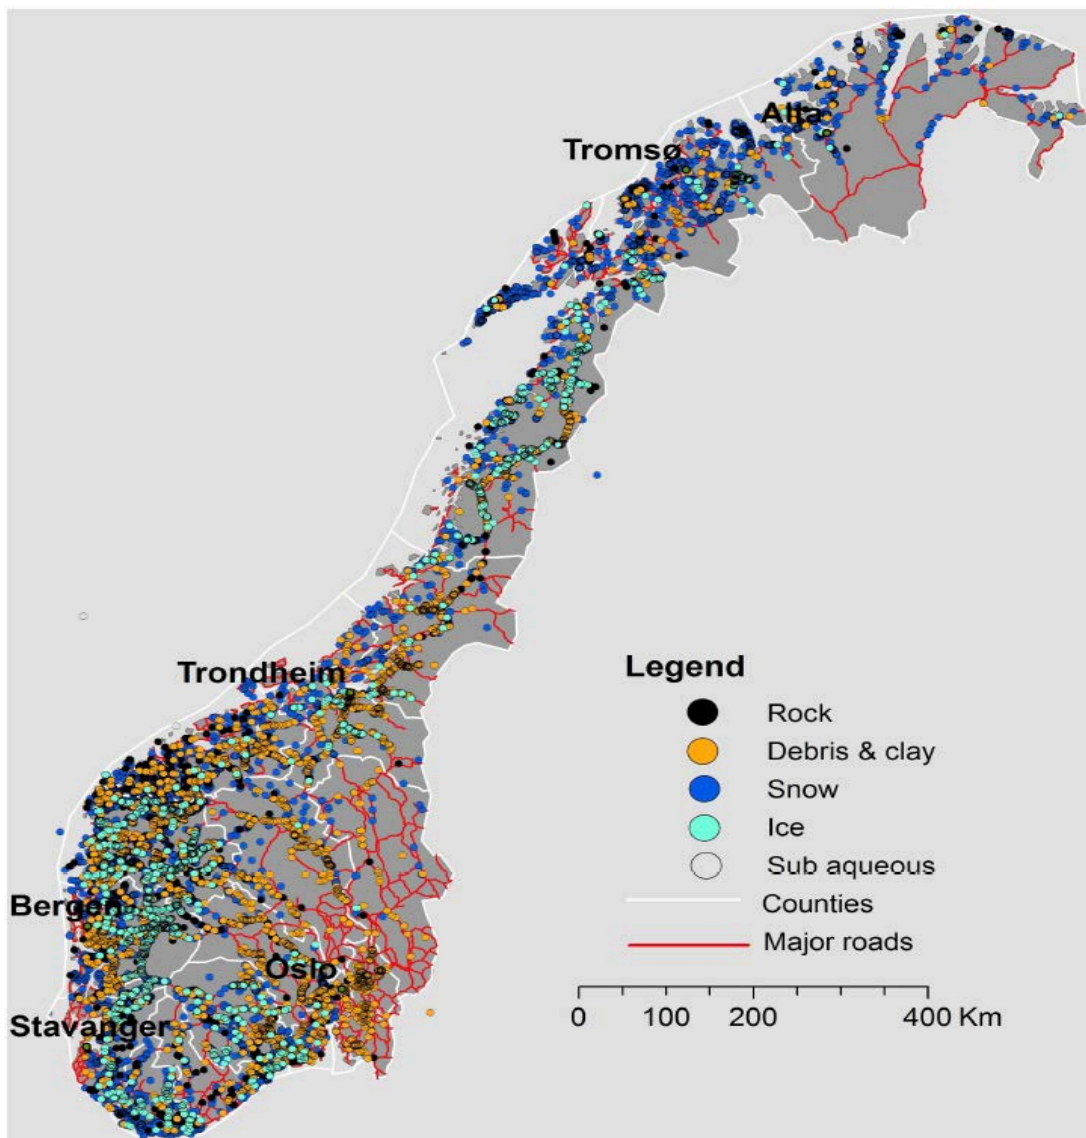 Alta
Tromsø
Trondheim
Bergen
Oslo
Stavanger
Legend
Rock
Debris & clay
Snow
Ice
Sub aqueous
Counties
Major roads
0 100 200 400 Km